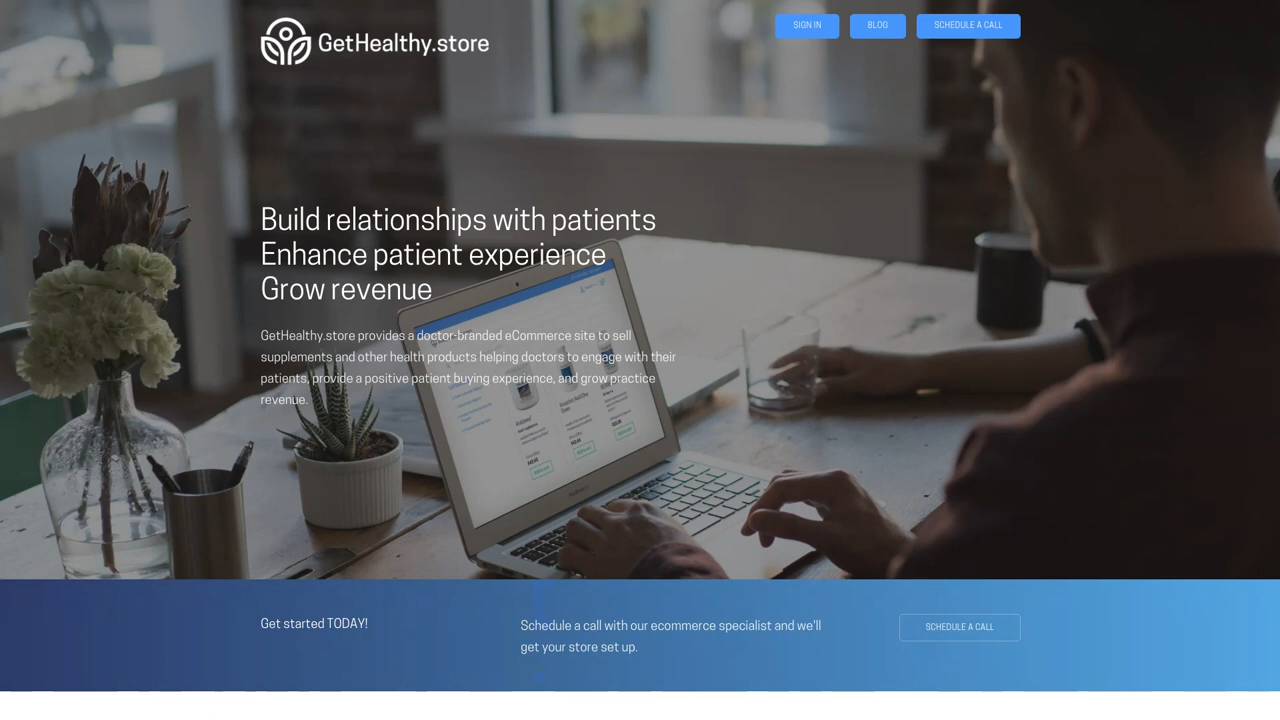 GetHealthy.store
SIGN IN
BLOG
SCHEDULE A CALL
Build relationships with patients
Enhance patient experience
Grow revenue
GetHealthy.store provides a doctor-branded eCommerce site to sell
supplements and other health products helping doctors to engage with their
patients, provide a positive patient buying experience, and grow practice
revenue.
Get started TODAY!
Schedule a call with our ecommerce specialist and we'll
get your store set up.
SCHEDULE A CALL